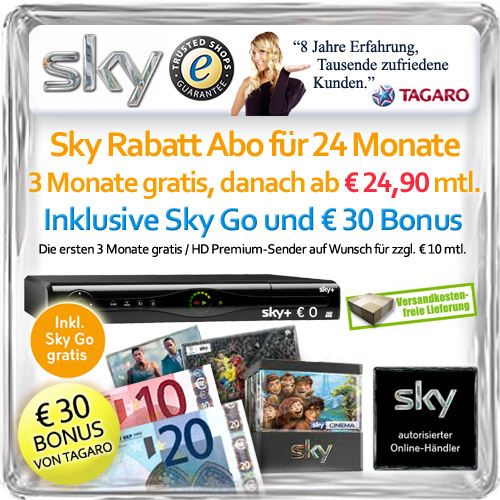 sky
TRUSTED SHOPS
e
GUARANTEE
“8 Jahre Erfahrung,
Tausende zufriedene
Kunden.”
TAGARO
Sky Rabatt Abo für 24 Monate
3 Monate gratis, danach ab € 24,90 mtl.
Inklusive Sky Go und € 30 Bonus
Die ersten 3 Monate gratis / HD Premium-Sender auf Wunsch für zzgl. € 10 mtl.
sky+
sky+ € 0
Versandkosten-
freie Lieferung
Inkl.
Sky Go
gratis
€ 30
BONUS
VON TAGARO
10
20
sky
sky CINEMA
sky
sky
autorisierter
Online-Händler